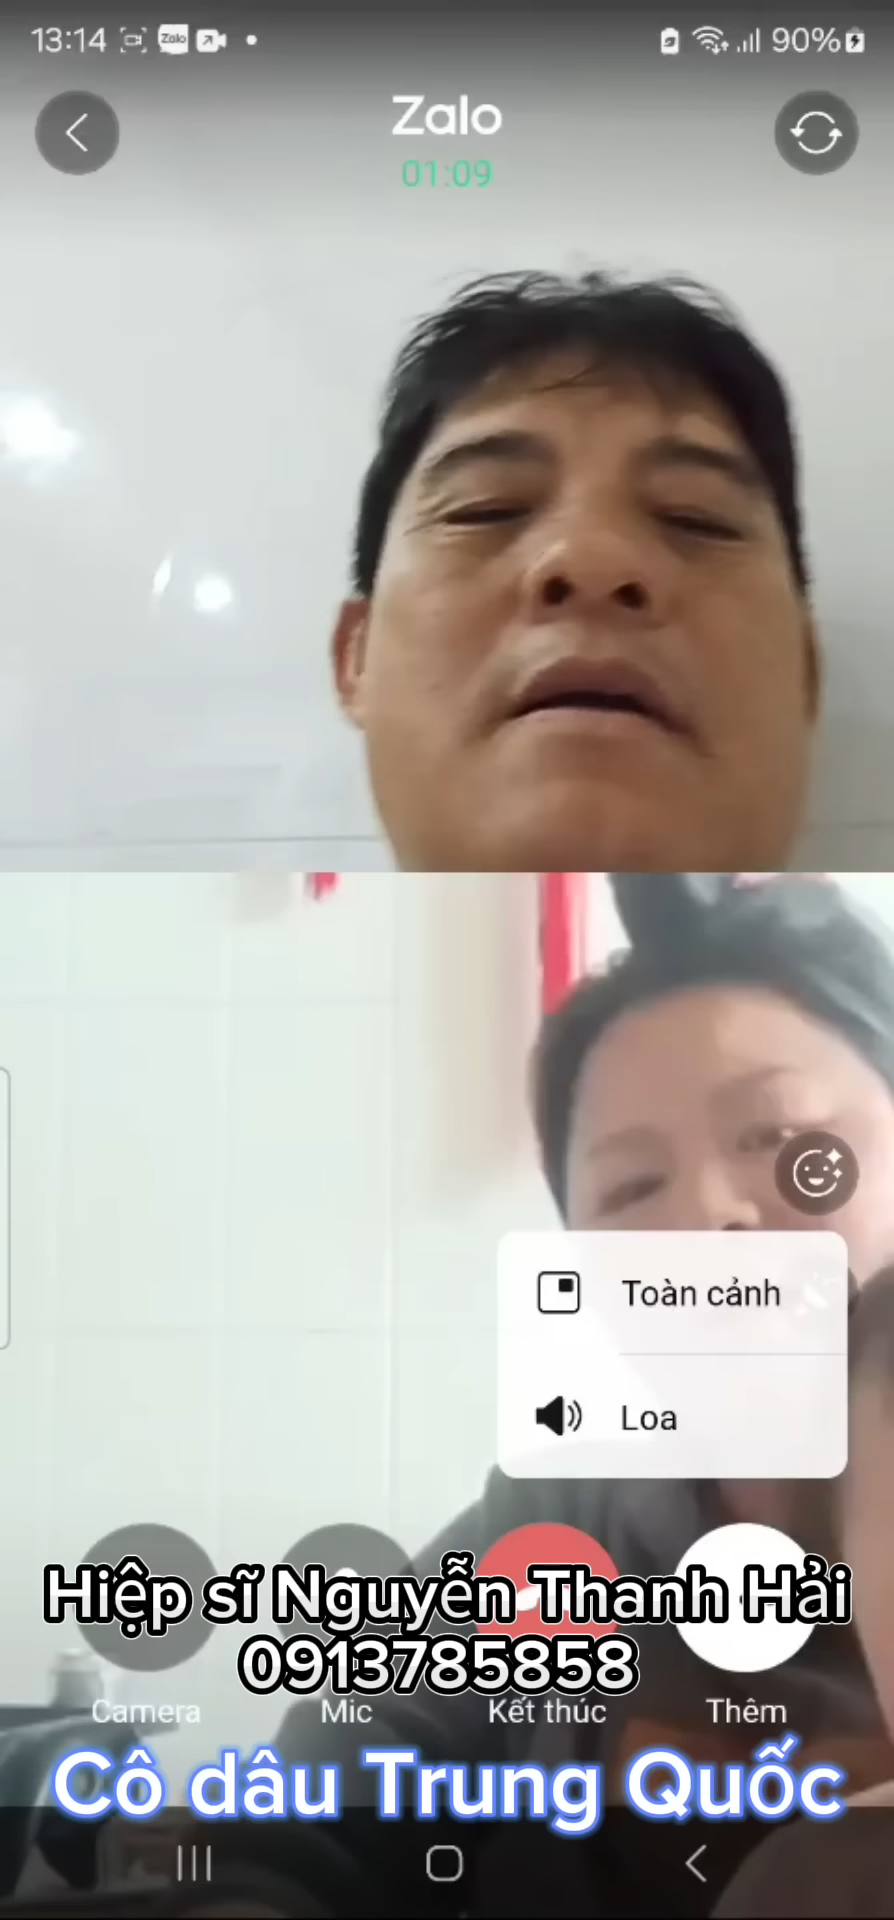 13:14 Zalo 90%
Zalo
01:09
Toàn cảnh
Loa
Hiệp sĩ Nguyễn Thanh Hải
0913785858
Camera Mic Kết thúc Thêm
Cô dâu Trung Quốc